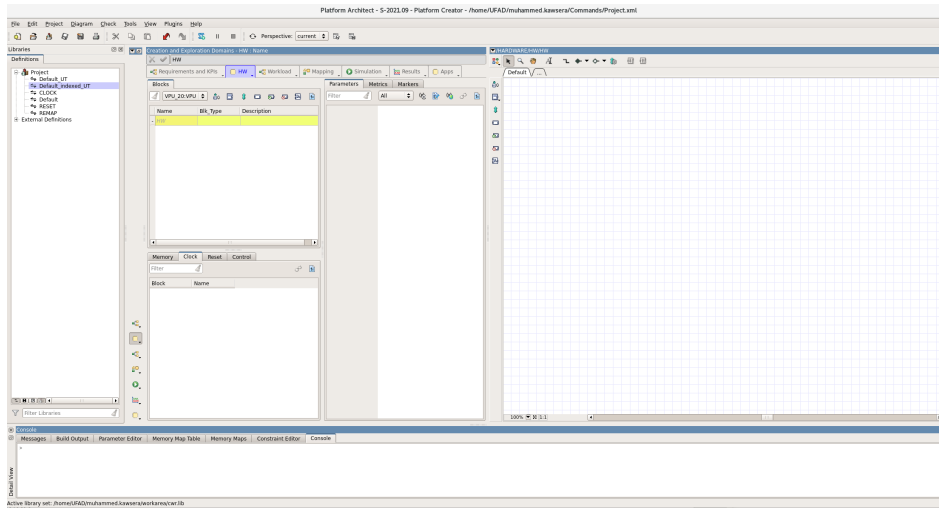 Platform Architect - S-2021.09 - Platform Creator - /home/UFAD/muhammed.kawsera/Commands/Project.xml
File Edit Project Diagram Check Tools View Plugins Help
Perspective: current
Libraries
Definitions
Project
Default_UT
Default_indexed_UT
CLOCK
Default
RESET
REMAP
External Definitions
Filter Libraries
Creation and Exploration Domains - HW : Name
HW
Requirements and KPIs HW Workload Mapping Simulation Results Apps
Blocks
VPU_20:VPU
Name Blk_Type Description
HW
Parameters Metrics Markers
Filter All
Memory Clock Reset Control
Filter
Block Name
/HARDWARE/HW/HW
Default ...
100% 1:1
Console
Messages Build Output Parameter Editor Memory Map Table Memory Maps Constraint Editor Console
Detail View
Active library set: /home/UFAD/muhammed.kawsera/workarea/cwr.lib